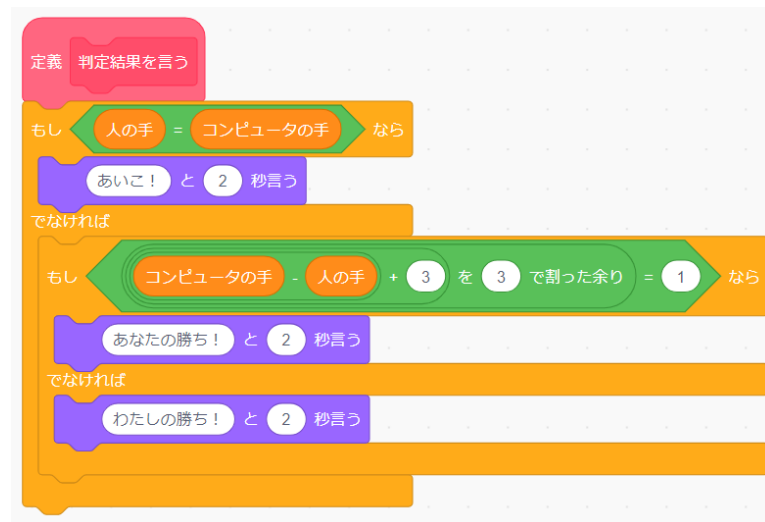 定義 判定結果を言う
もし 人の手 = コンピュータの手 なら
あいこ! と 2 秒言う
でなければ
もし コンピュータの手 - 人の手 + 3 を 3 で割った余り = 1 なら
あなたの勝ち! と 2 秒言う
でなければ
わたしの勝ち! と 2 秒言う